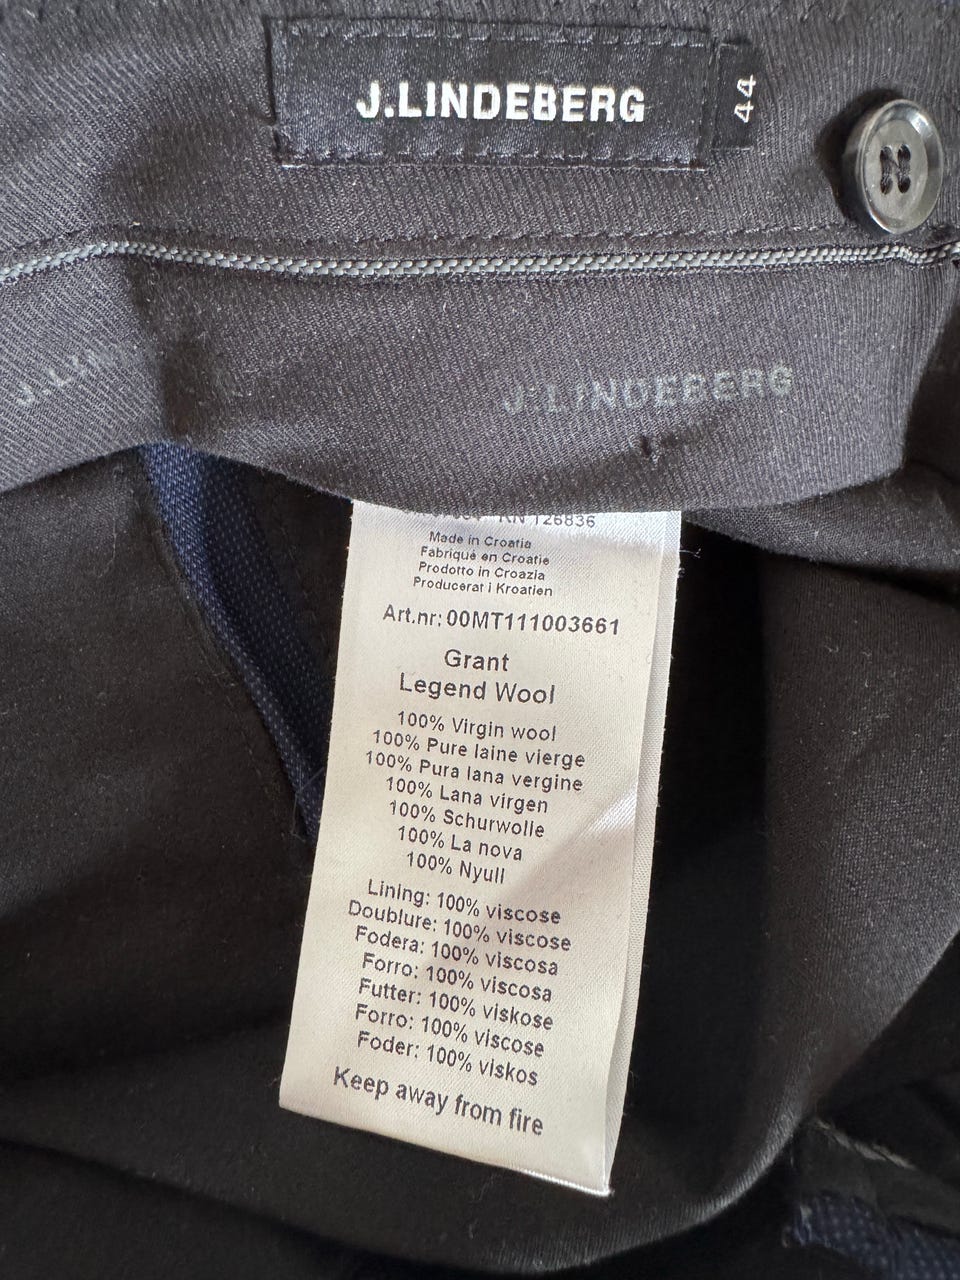 J.LINDEBERG
44
J.LINDEBERG
RN 126836
Made in Croatia
Fabriqué en Croatie
Prodotto in Croazia
Producerat i Kroatien
Art.nr: 00MT111003661
Grant
Legend Wool
100% Virgin wool
100% Pure laine vierge
100% Pura lana vergine
100% Lana virgen
100% Schurwolle
100% La nova
100% Nyull
Lining: 100% viscose
Doublure: 100% viscose
Fodera: 100% viscosa
Forro: 100% viscosa
Futter: 100% viskose
Forro: 100% viscose
Foder: 100% viskos
Keep away from fire